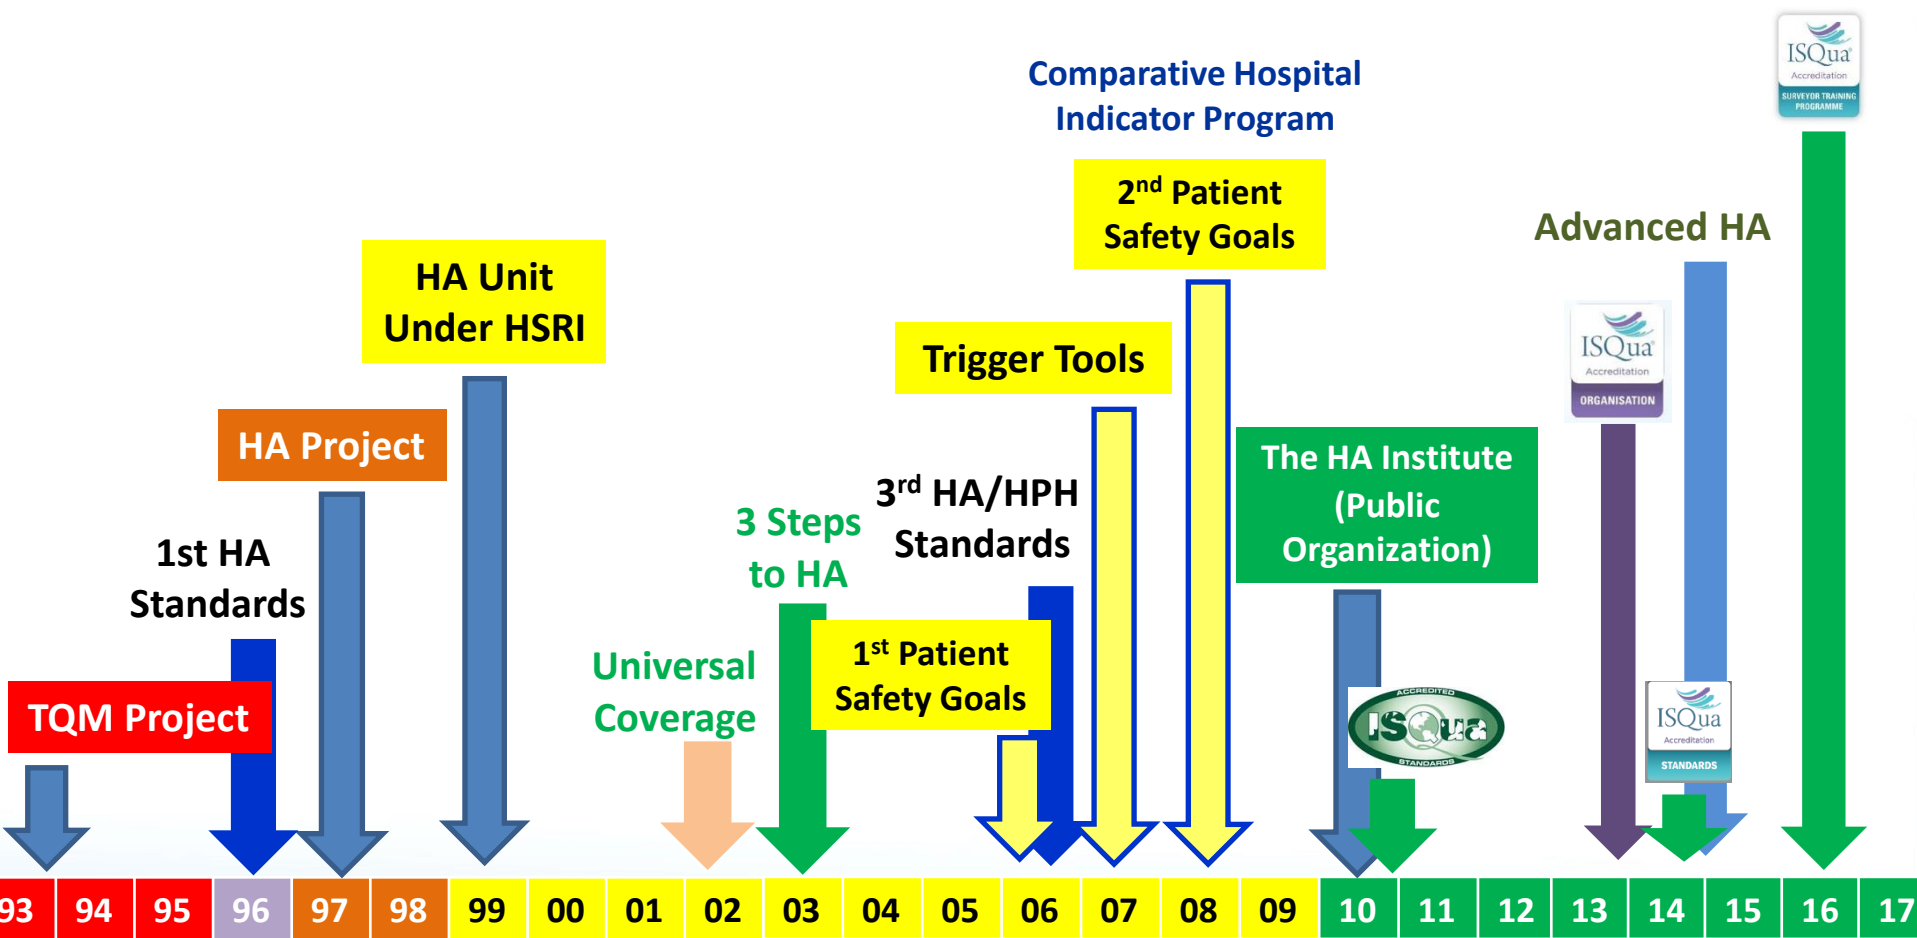 ISQua
Accreditation
SURVEYOR TRAINING
PROGRAMME
Comparative Hospital
Indicator Program
2nd Patient
Safety Goals
Advanced HA
HA Unit
Under HSRI
Trigger Tools
ISQua
Accreditation
ORGANISATION
HA Project
The HA Institute
(Public
Organization)
3rd HA/HPH
Standards
3 Steps
to HA
1st HA
Standards
1st Patient
Safety Goals
Universal
Coverage
TQM Project
ACCREDITED
ISQua
STANDARDS
ISQua
Accreditation
STANDARDS
93 94 95 96 97 98 99 00 01 02 03 04 05 06 07 08 09 10 11 12 13 14 15 16 17